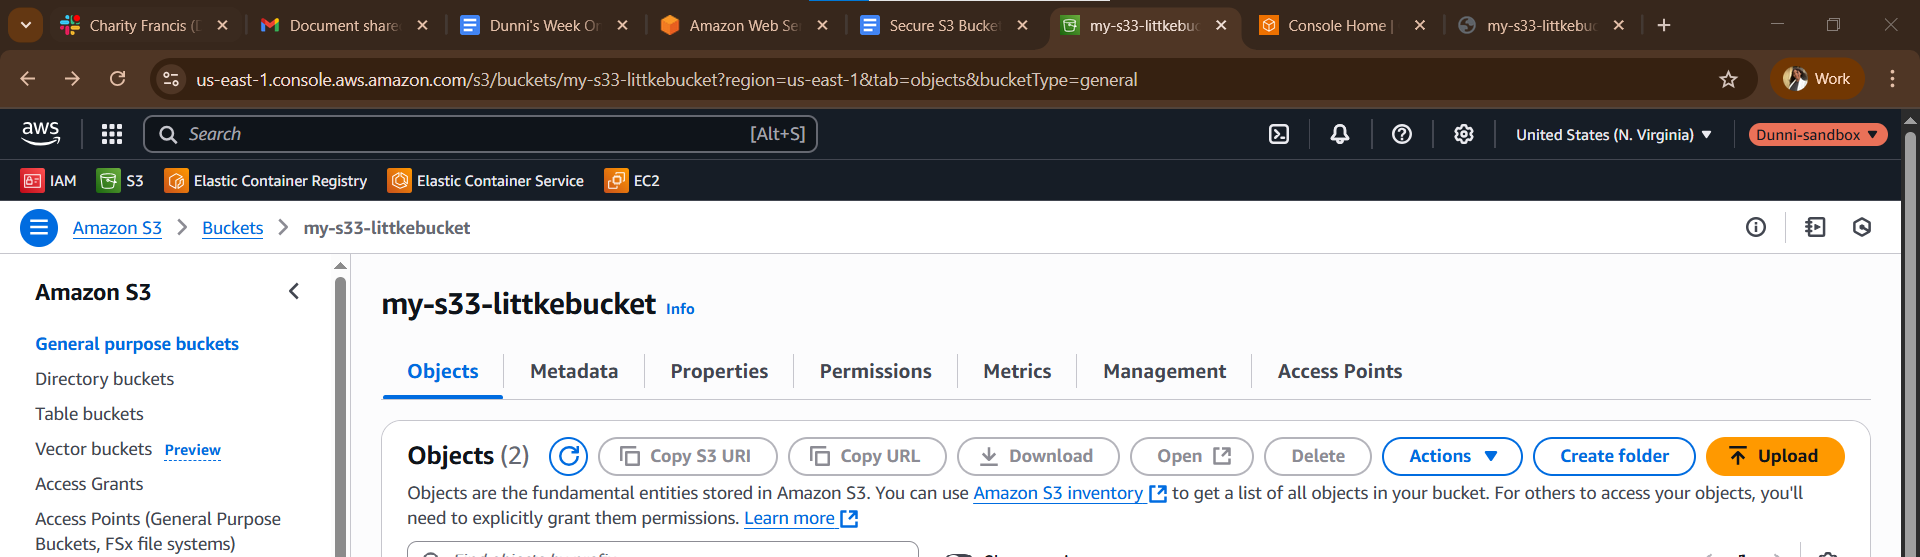 Charity Francis (D
Document share
Dunni's Week On
Amazon Web Se
Secure S3 Bucke
my-s33-littkebuc
Console Home |
my-s33-littkebuc
us-east-1.console.aws.amazon.com/s3/buckets/my-s33-littkebucket?region=us-east-1&tab=objects&bucketType=general
Work
aws
Search
[Alt+S]
United States (N. Virginia)
Dunni-sandbox
IAM
S3
Elastic Container Registry
Elastic Container Service
EC2
Amazon S3
Buckets
my-s33-littkebucket
Amazon S3
General purpose buckets
Directory buckets
Table buckets
Vector buckets Preview
Access Grants
Access Points (General Purpose
Buckets, FSx file systems)
my-s33-littkebucket Info
Objects
Metadata
Properties
Permissions
Metrics
Management
Access Points
Objects (2)
Copy S3 URI
Copy URL
Download
Open
Delete
Actions
Create folder
Upload
Objects are the fundamental entities stored in Amazon S3. You can use Amazon S3 inventory to get a list of all objects in your bucket. For others to access your objects, you'll
need to explicitly grant them permissions. Learn more